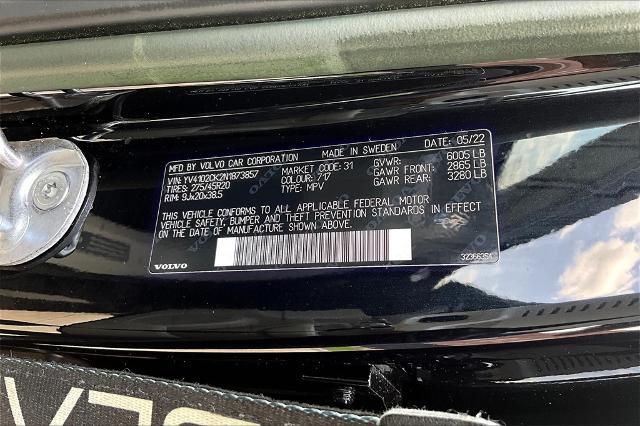 MFD BY VOLVO CAR CORPORATION MADE IN SWEDEN DATE: 05/22
VIN: YV4102CK2N1873857 MARKET CODE: 31 GVWR: 6005 LB
TIRES: 275/45R20 COLOUR: 717 GAWR FRONT: 2865 LB
RIM: 9Jx20x38.5 TYPE: MPV GAWR REAR: 3280 LB
THIS VEHICLE CONFORMS TO ALL APPLICABLE FEDERAL MOTOR
VEHICLE SAFETY, BUMPER AND THEFT PREVENTION STANDARDS IN EFFECT
ON THE DATE OF MANUFACTURE SHOWN ABOVE.
VOLVO